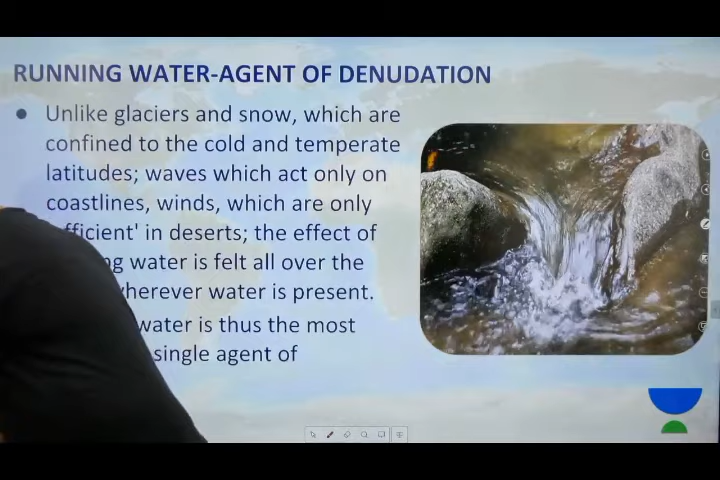 RUNNING WATER-AGENT OF DENUDATION
● Unlike glaciers and snow, which are
confined to the cold and temperate
latitudes; waves which act only on
coastlines, winds, which are only
in deserts; the effect of
water is felt all over the
wherever water is present.
water is thus the most
single agent of